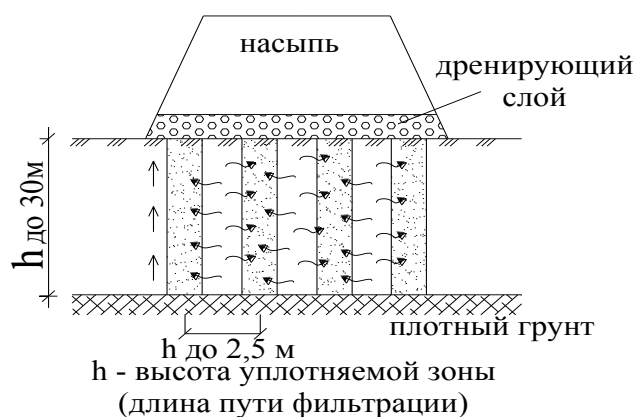 насыпь
дренирующий
слой
h до 30м
плотный грунт
h до 2,5 м
h - высота уплотняемой зоны
(длина пути фильтрации)